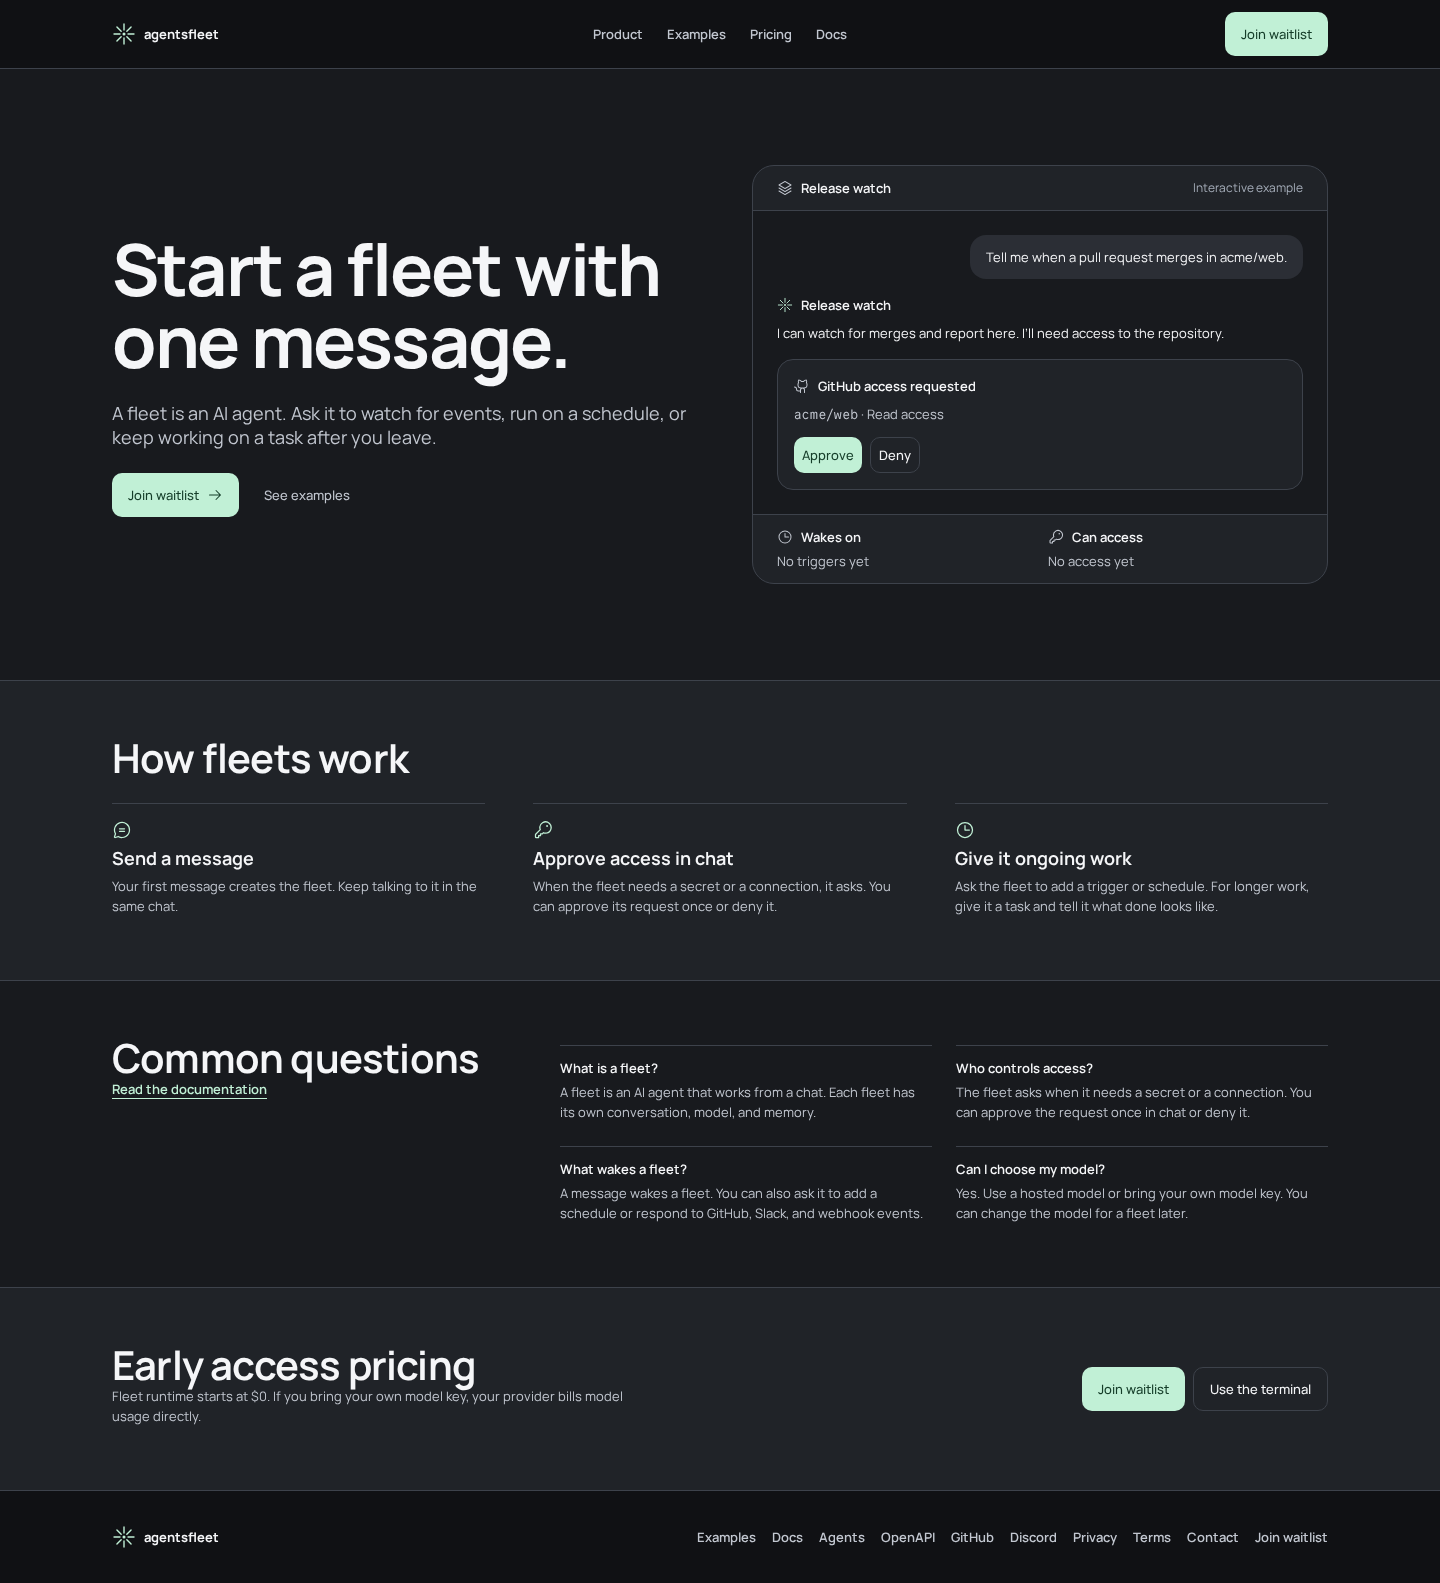 agentsfleet
Product
Examples
Pricing
Docs
Join waitlist
Start a fleet with
one message.
A fleet is an AI agent. Ask it to watch for events, run on a schedule, or
keep working on a task after you leave.
Join waitlist
See examples
Release watch
Interactive example
Tell me when a pull request merges in acme/web.
Release watch
I can watch for merges and report here. I'll need access to the repository.
GitHub access requested
acme/web · Read access
Approve
Deny
Wakes on
No triggers yet
Can access
No access yet
How fleets work
Send a message
Your first message creates the fleet. Keep talking to it in the
same chat.
Approve access in chat
When the fleet needs a secret or a connection, it asks. You
can approve its request once or deny it.
Give it ongoing work
Ask the fleet to add a trigger or schedule. For longer work,
give it a task and tell it what done looks like.
Common questions
Read the documentation
What is a fleet?
A fleet is an AI agent that works from a chat. Each fleet has
its own conversation, model, and memory.
Who controls access?
The fleet asks when it needs a secret or a connection. You
can approve the request once in chat or deny it.
What wakes a fleet?
A message wakes a fleet. You can also ask it to add a
schedule or respond to GitHub, Slack, and webhook events.
Can I choose my model?
Yes. Use a hosted model or bring your own model key. You
can change the model for a fleet later.
Early access pricing
Fleet runtime starts at $0. If you bring your own model key, your provider bills model
usage directly.
Join waitlist
Use the terminal
agentsfleet
Examples
Docs
Agents
OpenAPI
GitHub
Discord
Privacy
Terms
Contact
Join waitlist